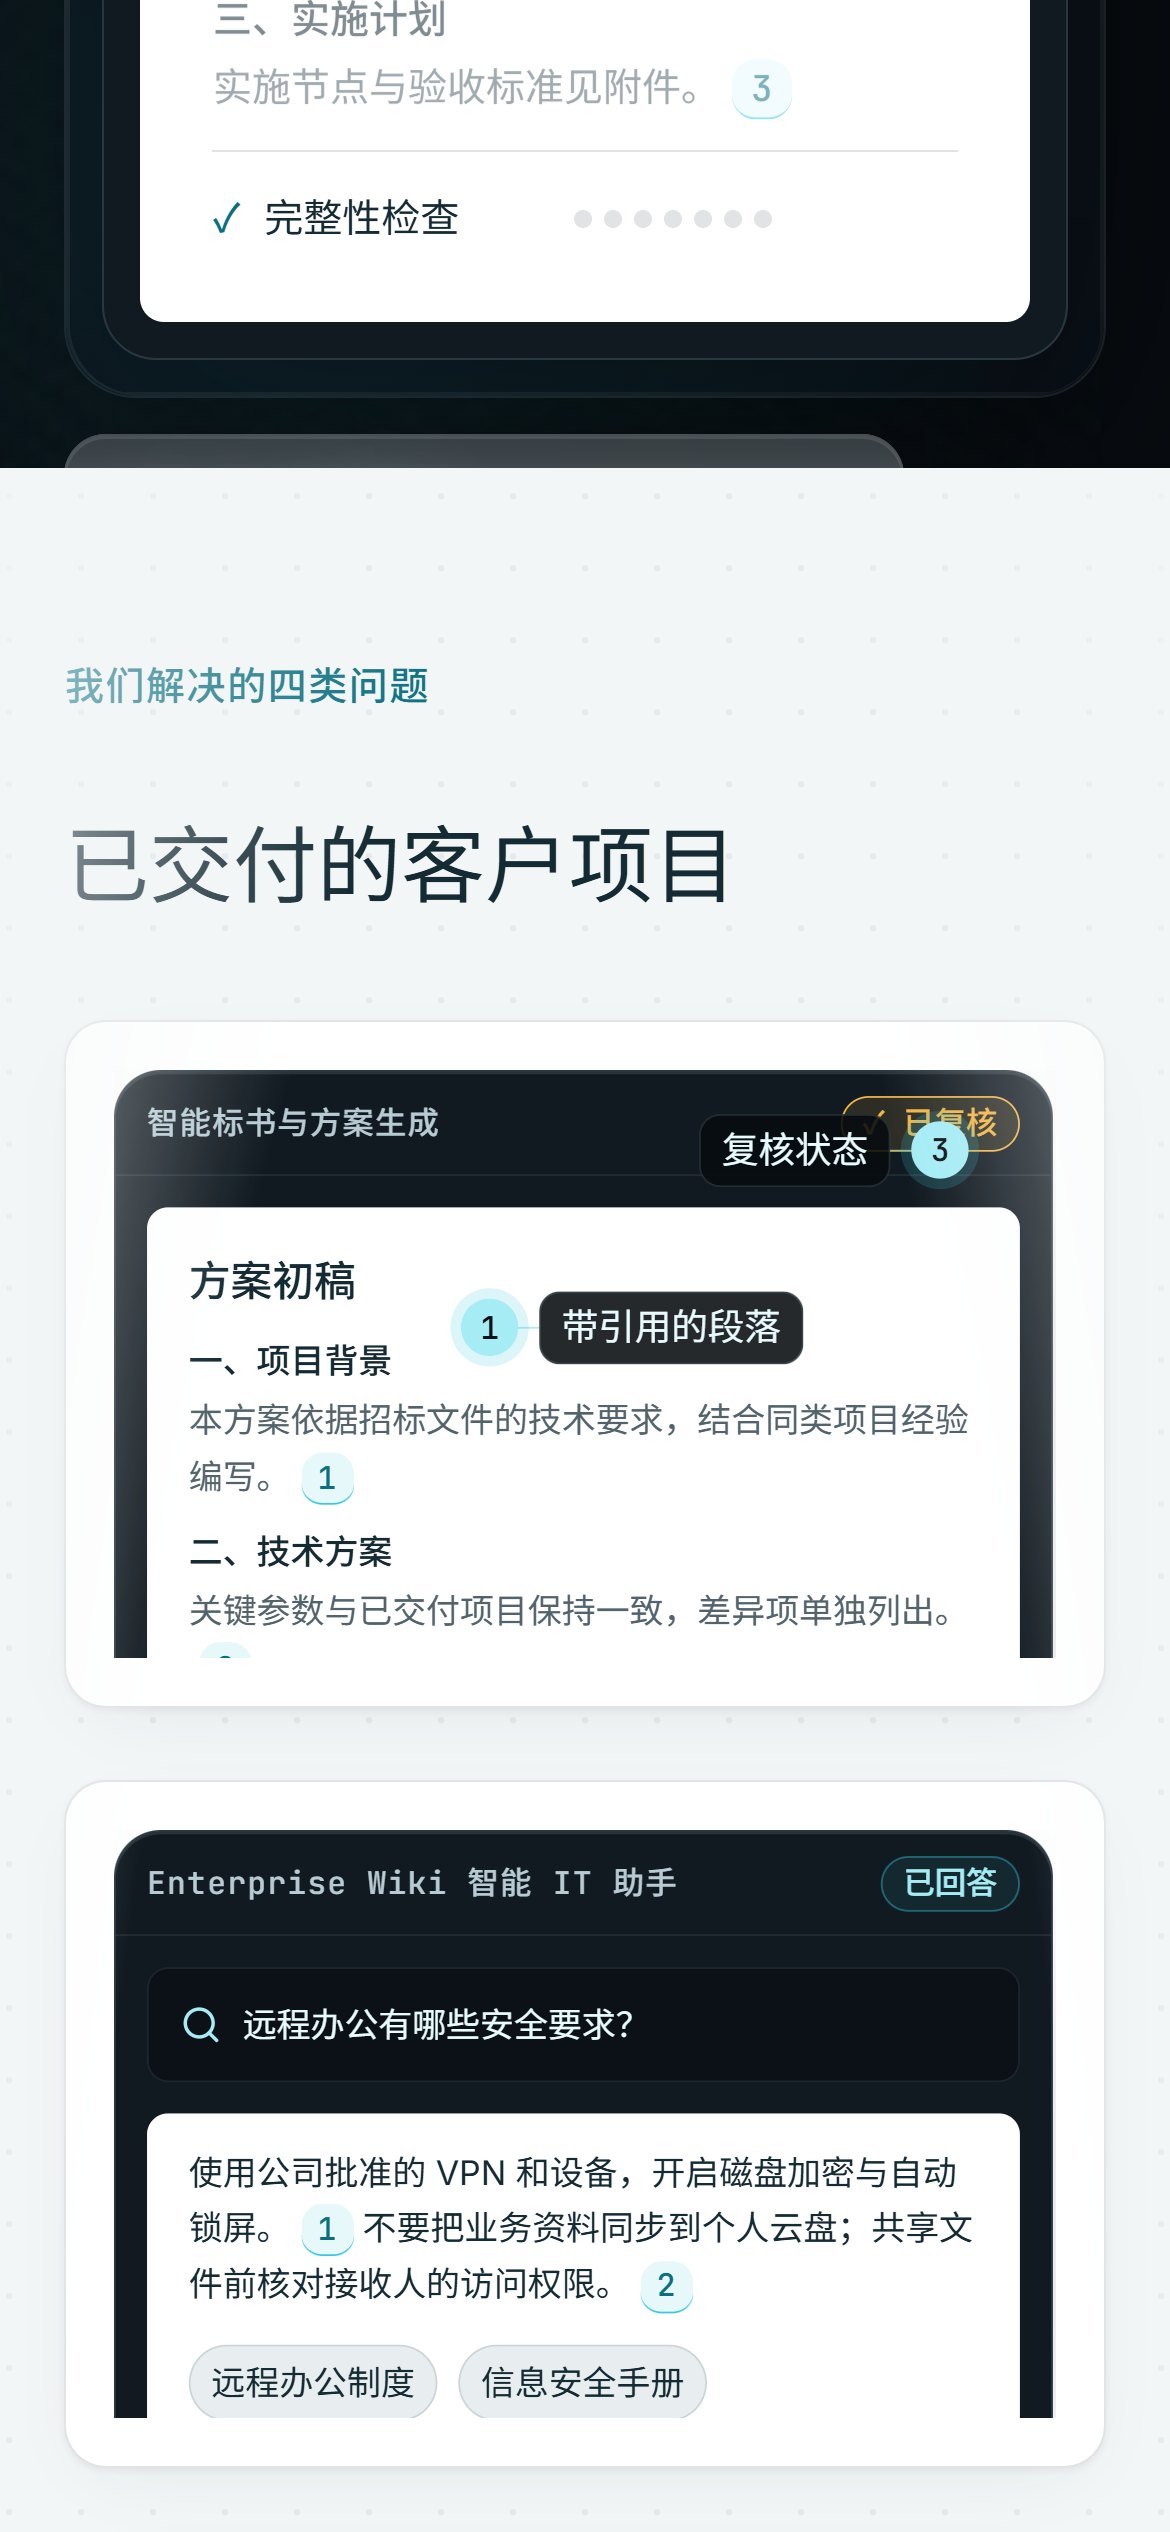 三、实施计划
实施节点与验收标准见附件。 3
✓ 完整性检查
我们解决的四类问题
已交付的客户项目
智能标书与方案生成
✓ 已复核
复核状态 3
方案初稿
1 带引用的段落
一、项目背景
本方案依据招标文件的技术要求，结合同类项目经验
编写。 1
二、技术方案
关键参数与已交付项目保持一致，差异项单独列出。
Enterprise Wiki 智能 IT 助手
已回答
远程办公有哪些安全要求？
使用公司批准的 VPN 和设备，开启磁盘加密与自动
锁屏。 1 不要把业务资料同步到个人云盘；共享文
件前核对接收人的访问权限。 2
远程办公制度 信息安全手册